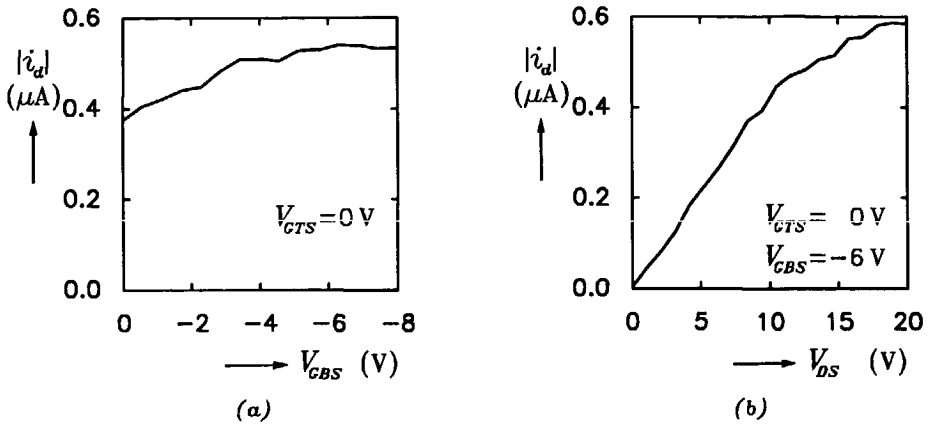 0.6
|i_d|
(μA)
0.4
0.2
0.0
V_GTS=0 V
0 -2 -4 -6 -8
V_GBS (V)
(a)
0.6
|i_d|
(μA)
0.4
0.2
0.0
V_GTS= 0 V
V_GBS=-6 V
0 5 10 15 20
V_DS (V)
(b)